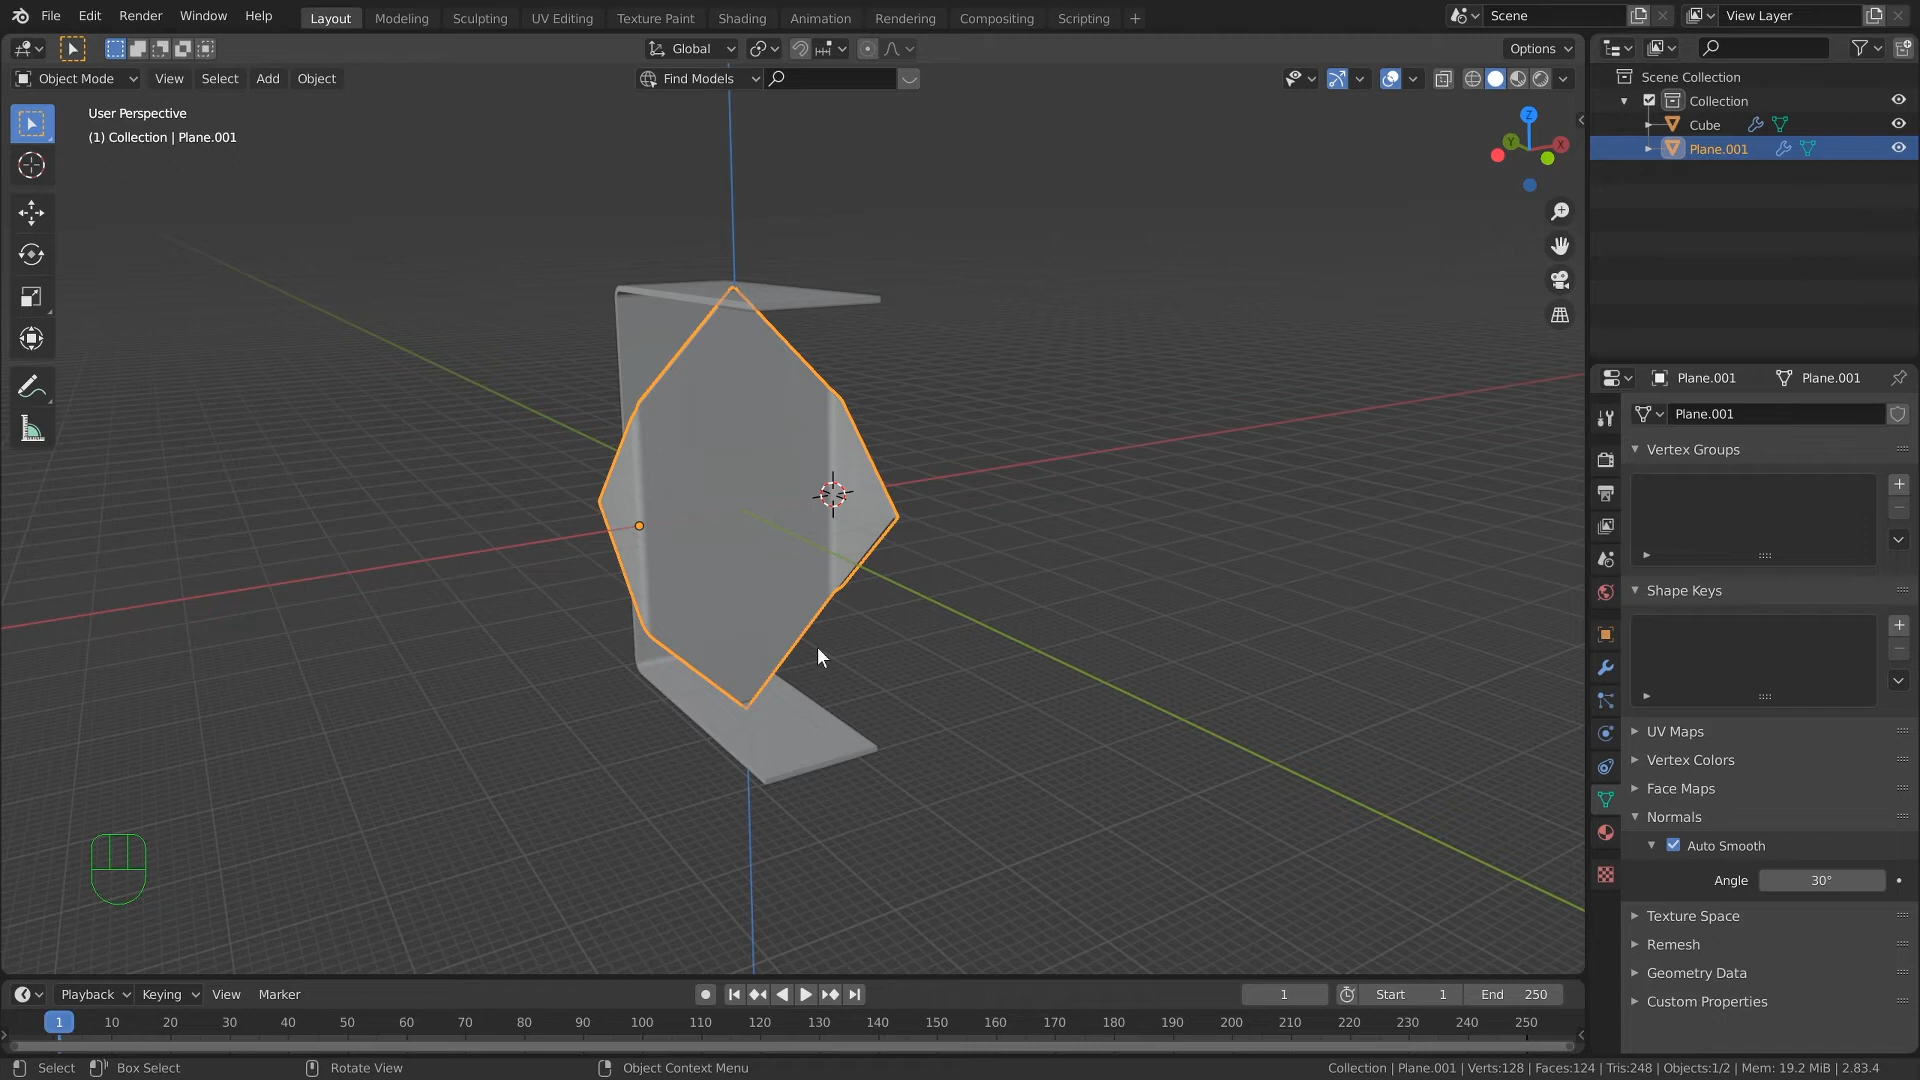 File Edit Render Window Help Layout Modeling Sculpting UV Editing Texture Paint Shading Animation Rendering Compositing Scripting + Scene View Layer
Global Options
Object Mode View Select Add Object Find Models
User Perspective
(1) Collection | Plane.001
Z
Y
X
Scene Collection
Collection
Cube
Plane.001
Plane.001 Plane.001
Plane.001
Vertex Groups
Shape Keys
UV Maps
Vertex Colors
Face Maps
Normals
Auto Smooth
Angle 30°
Texture Space
Remesh
Geometry Data
Custom Properties
Playback Keying View Marker 1 Start 1 End 250
1 10 20 30 40 50 60 70 80 90 100 110 120 130 140 150 160 170 180 190 200 210 220 230 240 250
Select Box Select Rotate View Object Context Menu Collection | Plane.001 | Verts:128 | Faces:124 | Tris:248 | Objects:1/2 | Mem: 19.2 MiB | 2.83.4